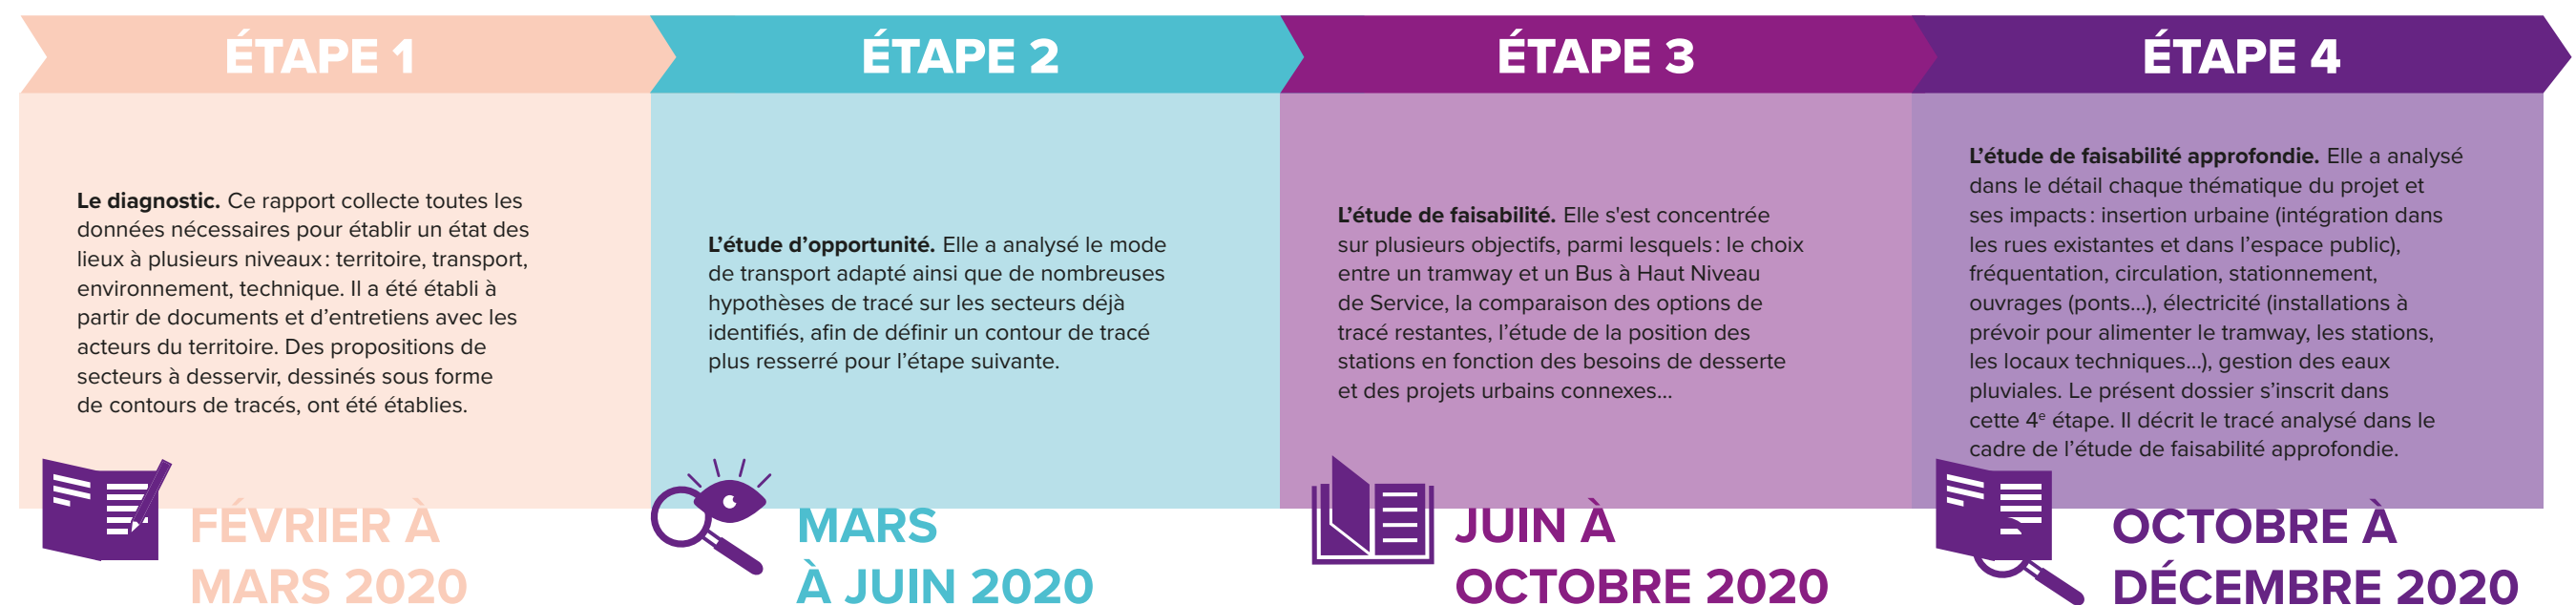 ÉTAPE 1
Le diagnostic. Ce rapport collecte toutes les
données nécessaires pour établir un état des
lieux à plusieurs niveaux : territoire, transport,
environnement, technique. Il a été établi à
partir de documents et d’entretiens avec les
acteurs du territoire. Des propositions de
secteurs à desservir, dessinés sous forme
de contours de tracés, ont été établies.
FÉVRIER À
MARS 2020
ÉTAPE 2
L’étude d’opportunité. Elle a analysé le mode
de transport adapté ainsi que de nombreuses
hypothèses de tracé sur les secteurs déjà
identifiés, afin de définir un contour de tracé
plus resserré pour l’étape suivante.
MARS
À JUIN 2020
ÉTAPE 3
L’étude de faisabilité. Elle s'est concentrée
sur plusieurs objectifs, parmi lesquels : le choix
entre un tramway et un Bus à Haut Niveau
de Service, la comparaison des options de
tracé restantes, l’étude de la position des
stations en fonction des besoins de desserte
et des projets urbains connexes...
JUIN À
OCTOBRE 2020
ÉTAPE 4
L’étude de faisabilité approfondie. Elle a analysé
dans le détail chaque thématique du projet et
ses impacts : insertion urbaine (intégration dans
les rues existantes et dans l’espace public),
fréquentation, circulation, stationnement,
ouvrages (ponts...), électricité (installations à
prévoir pour alimenter le tramway, les stations,
les locaux techniques...), gestion des eaux
pluviales. Le présent dossier s’inscrit dans
cette 4e étape. Il décrit le tracé analysé dans le
cadre de l’étude de faisabilité approfondie.
OCTOBRE À
DÉCEMBRE 2020